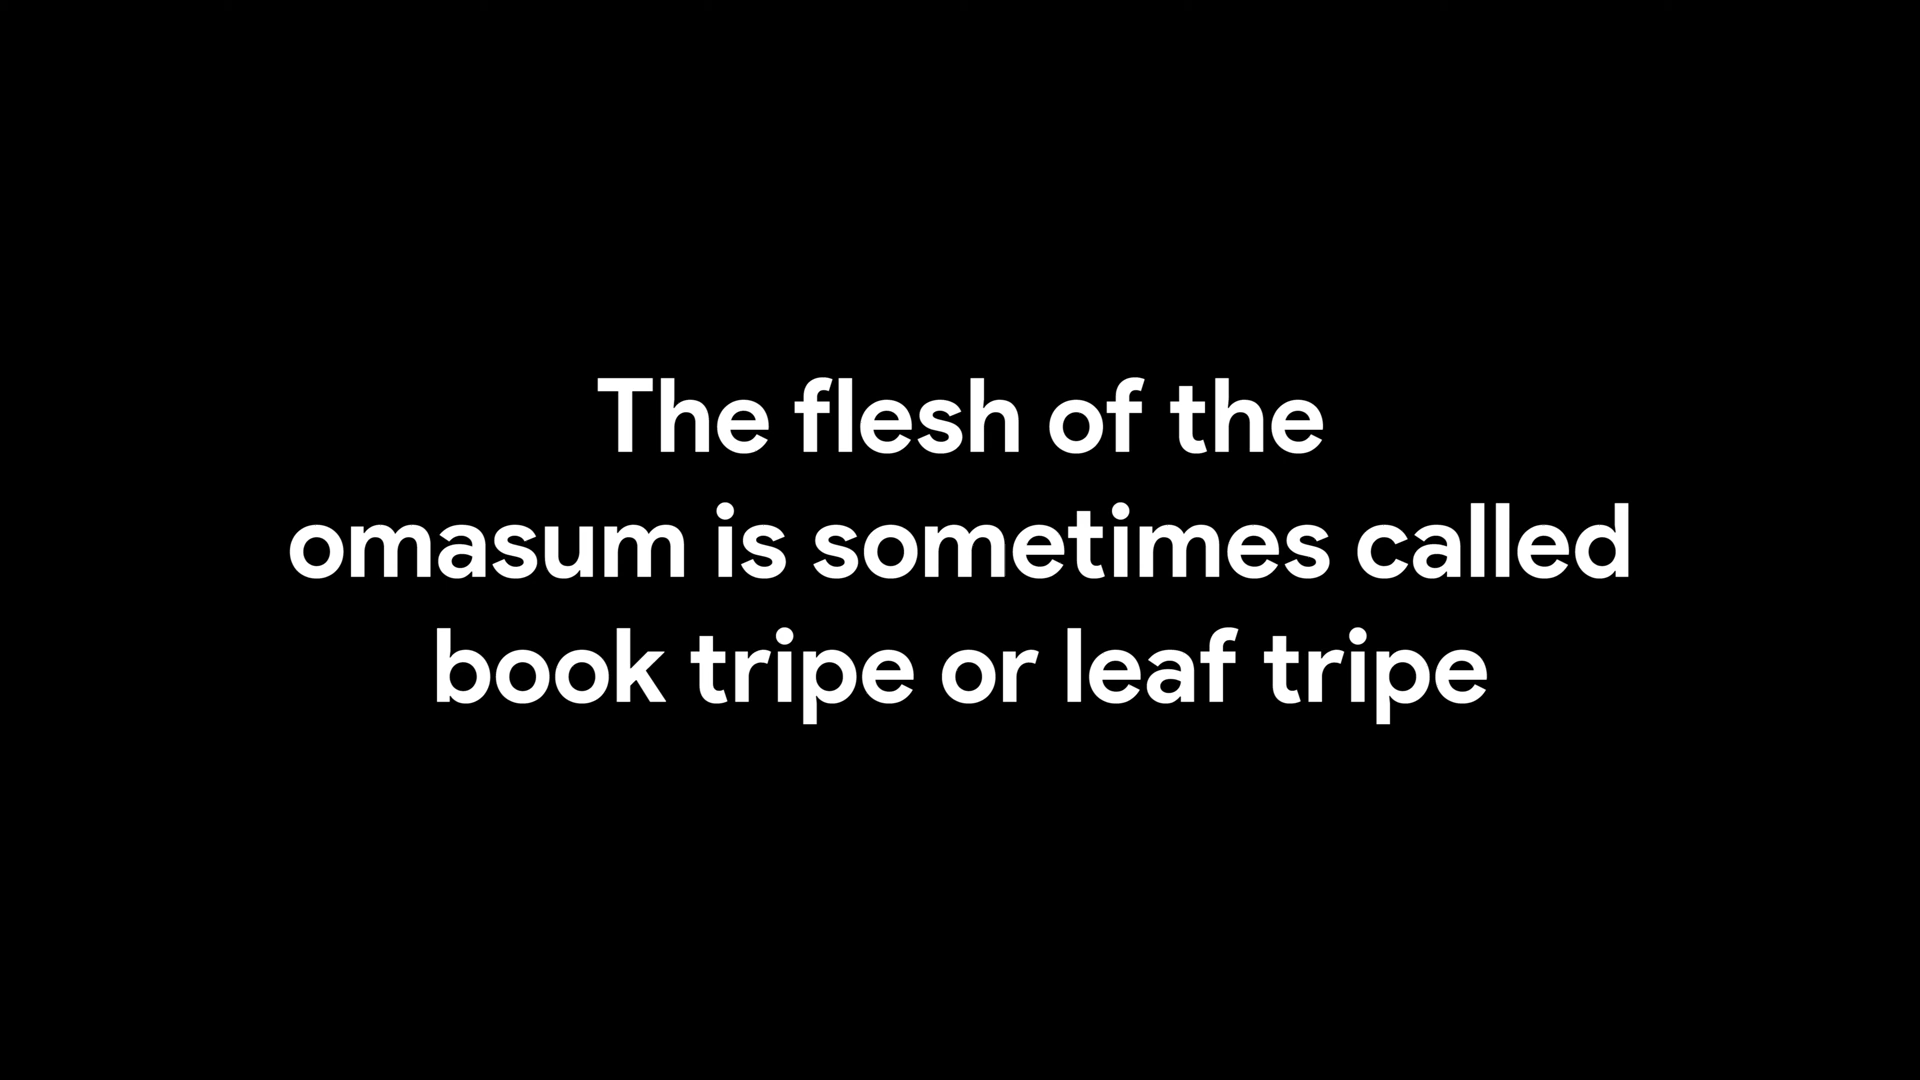 The flesh of the
omasum is sometimes called
book tripe or leaf tripe